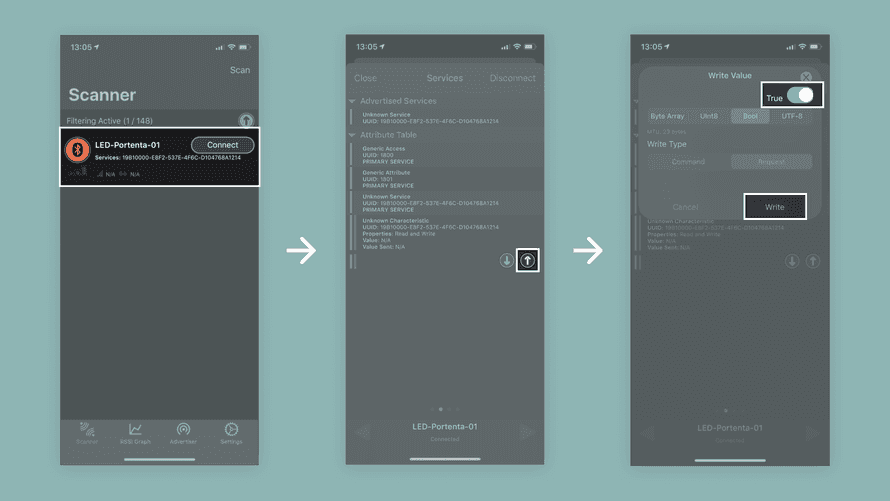 13:05
Scan
Scanner
Filtering Active (1 / 148)
LED-Portenta-01
Connect
Services: 19B10000-E8F2-537E-4F6C-D104768A1214
N/A
N/A
Scanner
RSSI Graph
Advertiser
Settings
13:05
Close
Services
Disconnect
Advertised Services
Unknown Service
UUID: 19B10000-E8F2-537E-4F6C-D104768A1214
Attribute Table
Generic Access
UUID: 1800
PRIMARY SERVICE
Generic Attribute
UUID: 1801
PRIMARY SERVICE
Unknown Service
UUID: 19B10000-E8F2-537E-4F6C-D104768A1214
PRIMARY SERVICE
Unknown Characteristic
UUID: 19B10000-E8F2-537E-4F6C-D104768A1214
Properties: Read and Write
Value: N/A
Value Sent: N/A
LED-Portenta-01
Connected
13:05
Write Value
True
Byte Array
UInt8
Bool
UTF-8
Write Type
Command
Request
Cancel
Write
Unknown Characteristic
UUID: 19B10000-E8F2-537E-4F6C-D104768A1214
Properties: Read and Write
Value: N/A
Value Sent: N/A
LED-Portenta-01
Connected